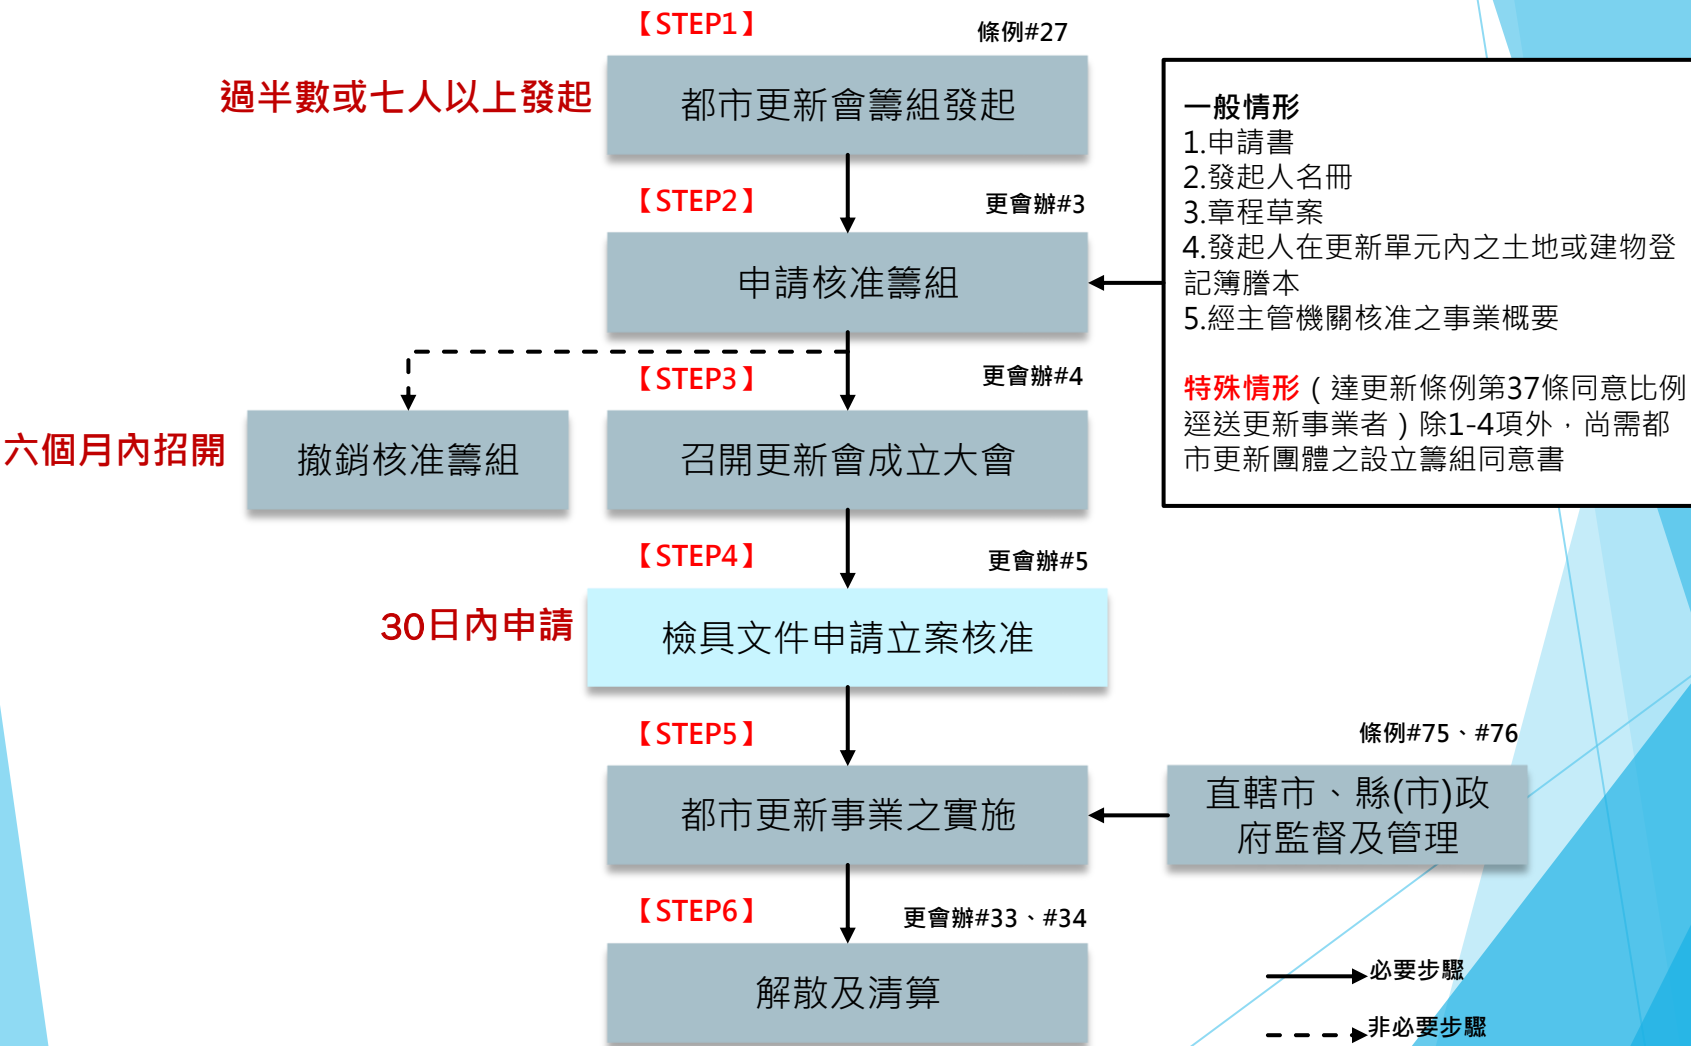 【STEP1】
條例#27
過半數或七人以上發起
都市更新會籌組發起
【STEP2】
更會辦#3
申請核准籌組
一般情形
1.申請書
2.發起人名冊
3.章程草案
4.發起人在更新單元內之土地或建物登
記簿謄本
5.經主管機關核准之事業概要
特殊情形（達更新條例第37條同意比例
逕送更新事業者）除1-4項外，尚需都
市更新團體之設立籌組同意書
【STEP3】
更會辦#4
六個月內招開
撤銷核准籌組
召開更新會成立大會
【STEP4】
更會辦#5
30日內申請
檢具文件申請立案核准
【STEP5】
條例#75、#76
都市更新事業之實施
直轄市、縣(市)政
府監督及管理
【STEP6】
更會辦#33、#34
解散及清算
必要步驟
非必要步驟